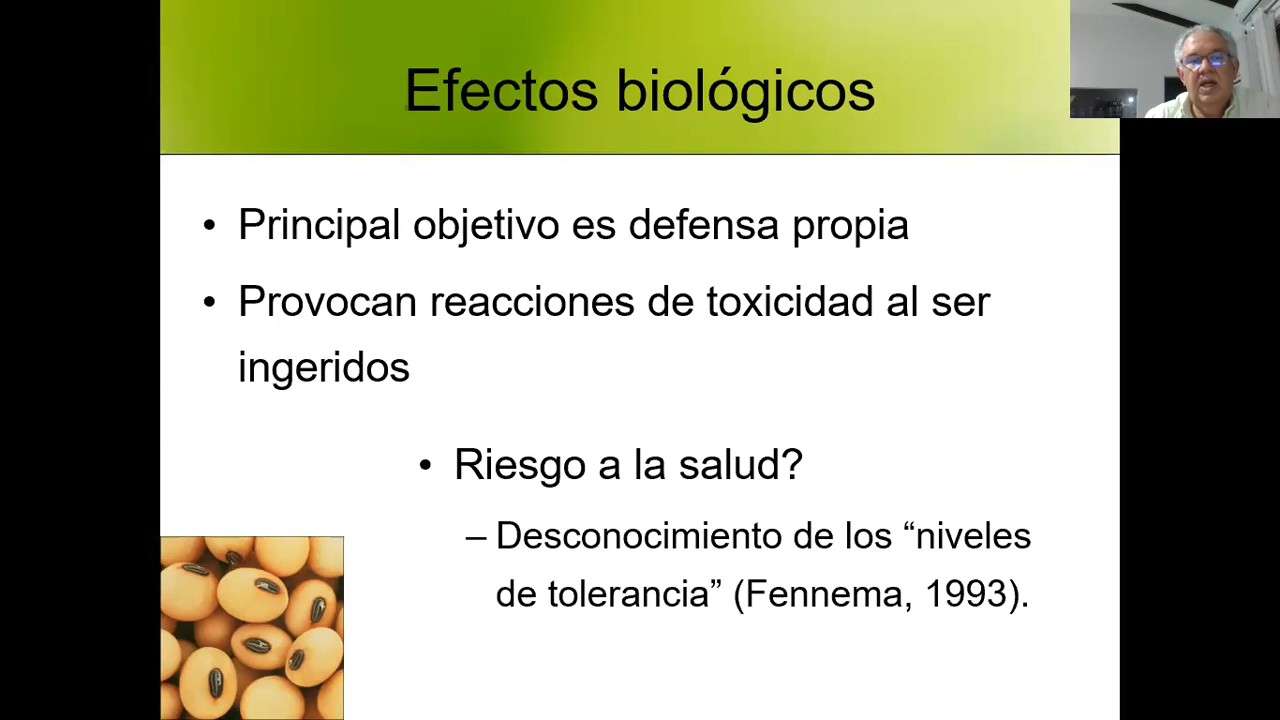 Efectos biológicos
• Principal objetivo es defensa propia
• Provocan reacciones de toxicidad al ser
ingeridos
• Riesgo a la salud?
– Desconocimiento de los “niveles
de tolerancia” (Fennema, 1993).